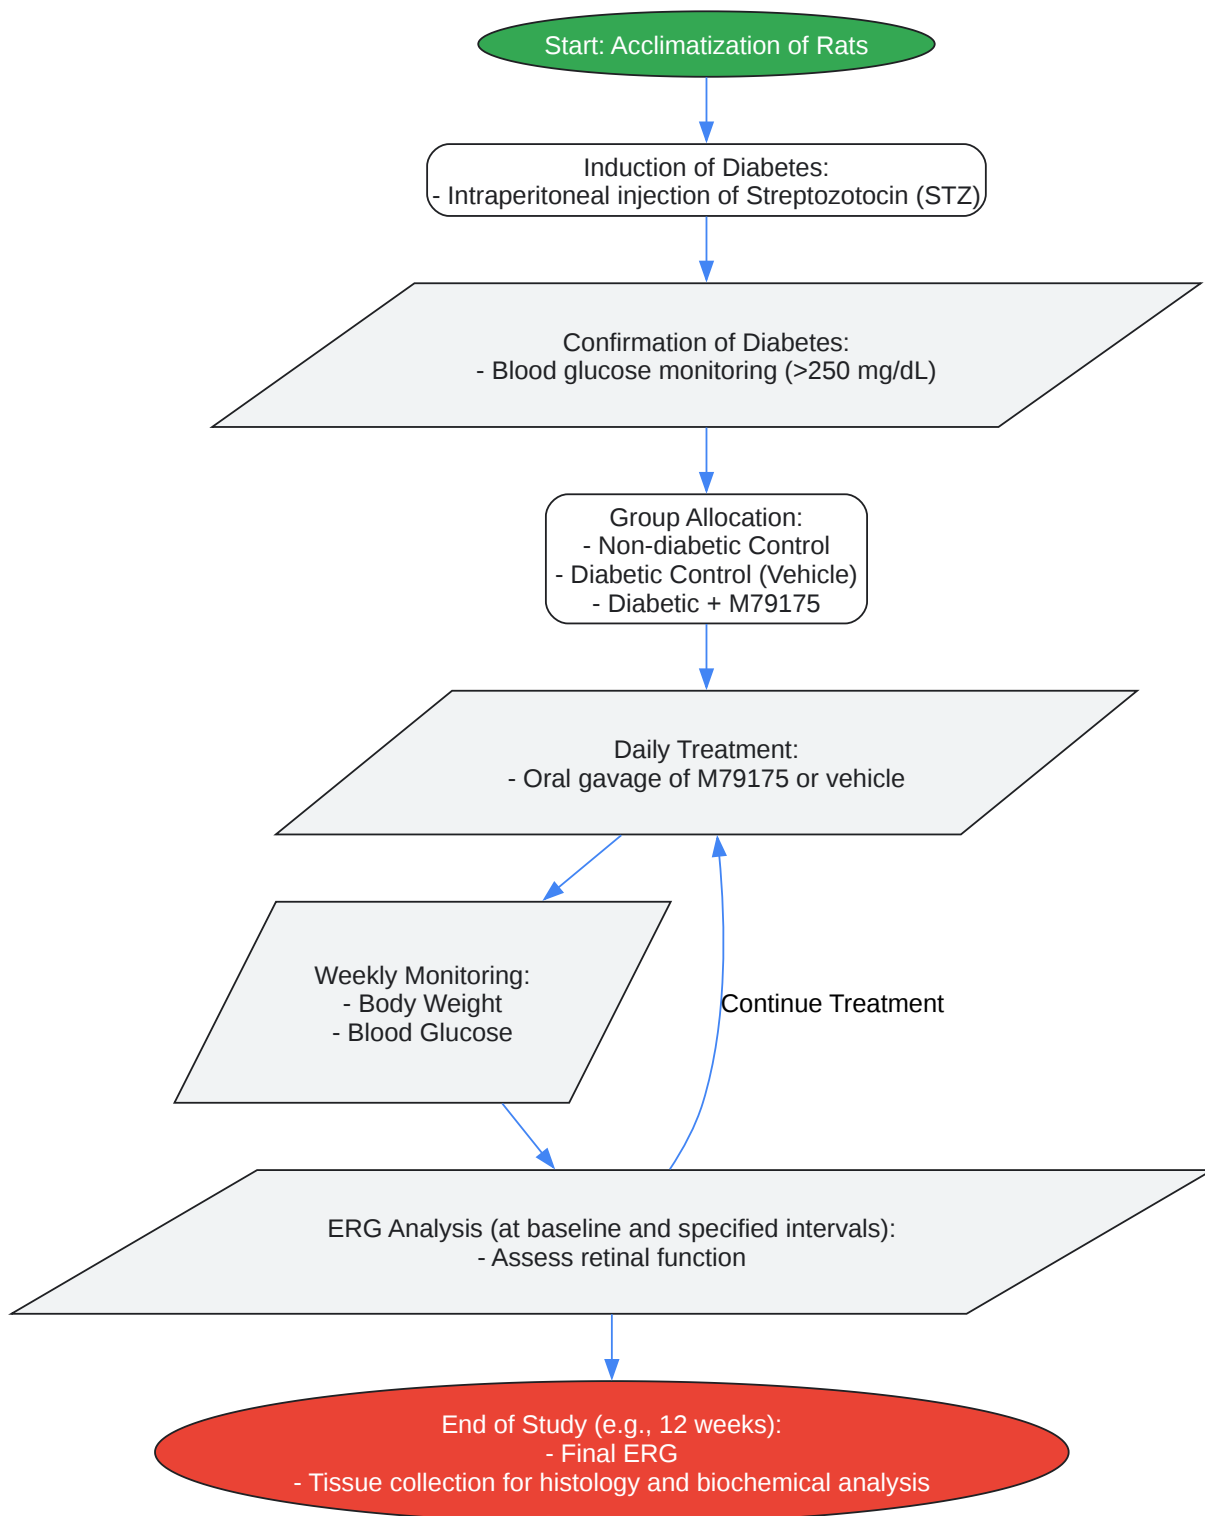 Start: Acclimatization of Rats
Induction of Diabetes:
- Intraperitoneal injection of Streptozotocin (STZ)
Confirmation of Diabetes:
- Blood glucose monitoring (>250 mg/dL)
Group Allocation:
- Non-diabetic Control
- Diabetic Control (Vehicle)
- Diabetic + M79175
Daily Treatment:
- Oral gavage of M79175 or vehicle
Weekly Monitoring:
- Body Weight
- Blood Glucose
Continue Treatment
ERG Analysis (at baseline and specified intervals):
- Assess retinal function
End of Study (e.g., 12 weeks):
- Final ERG
- Tissue collection for histology and biochemical analysis